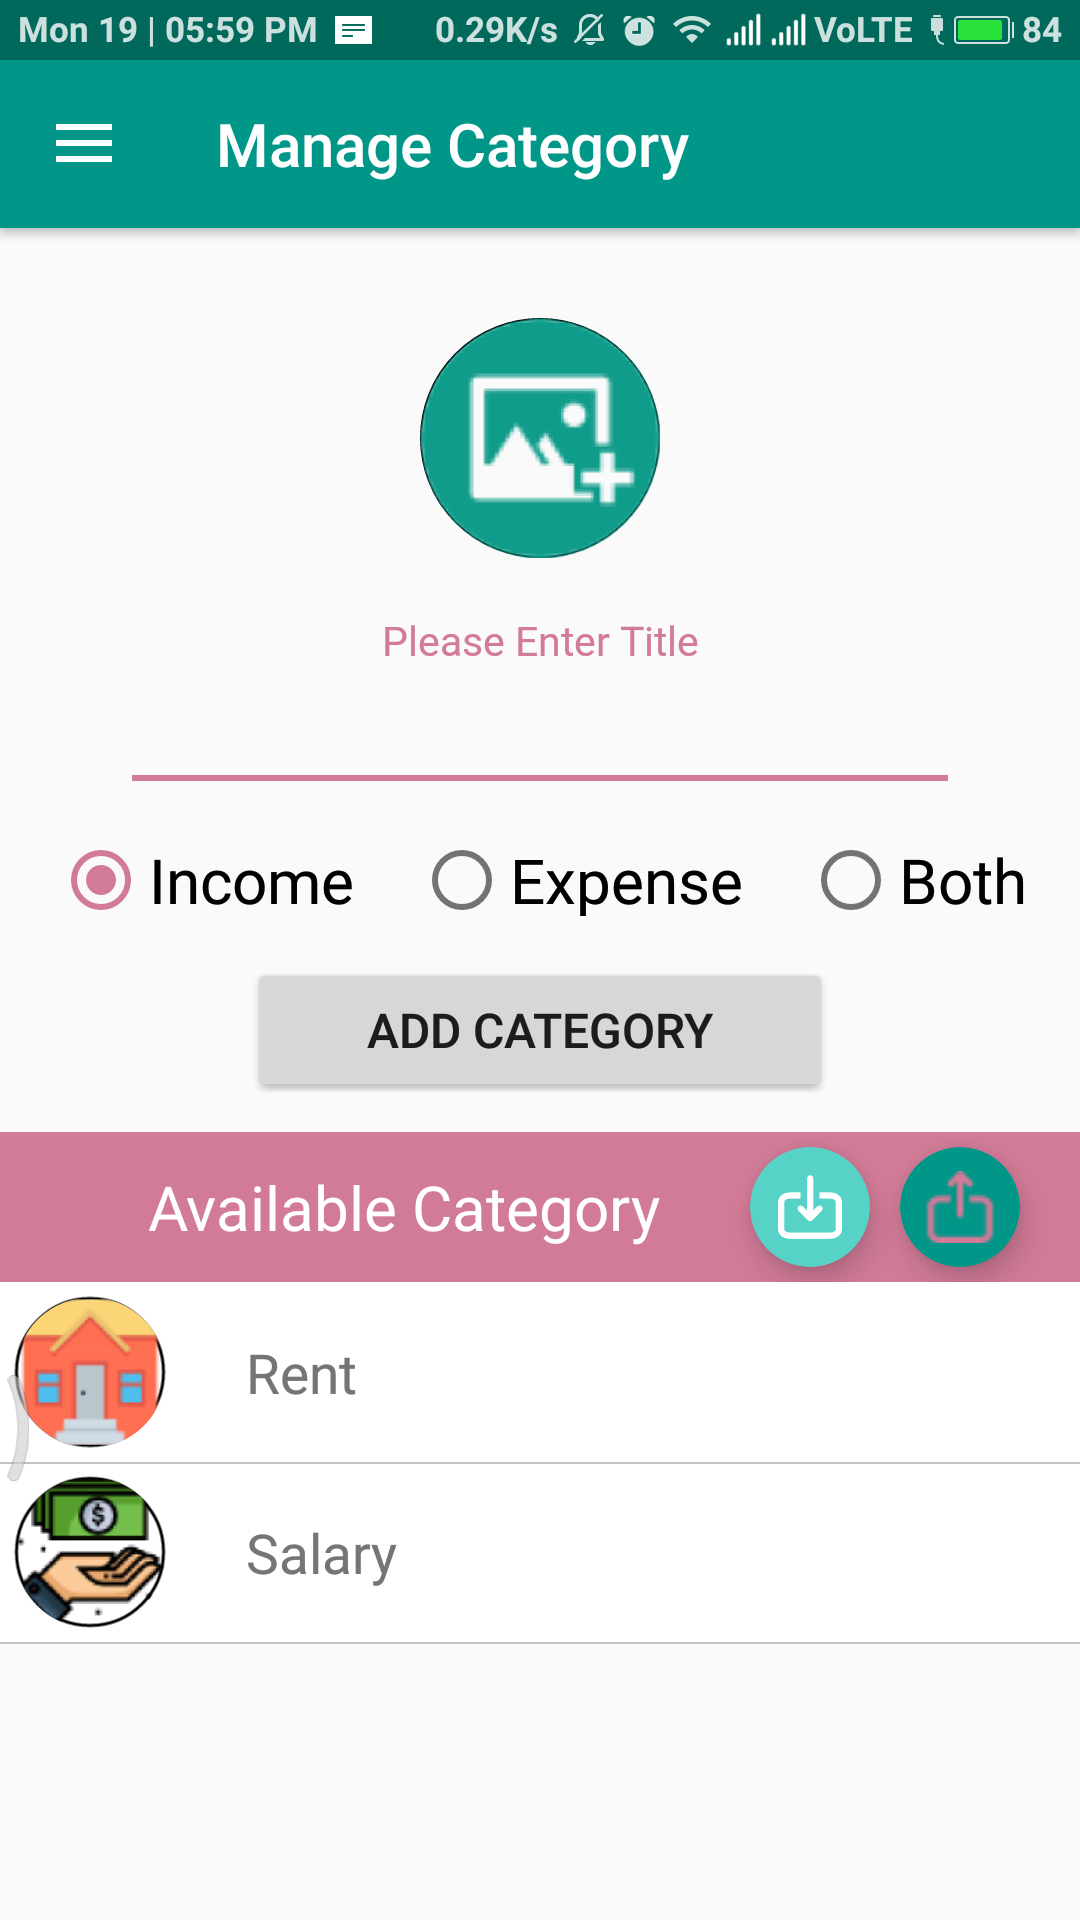 Mon 19 | 05:59 PM 0.29K/s VoLTE 84
Manage Category
Please Enter Title
Income Expense Both
ADD CATEGORY
Available Category
Rent
$
Salary